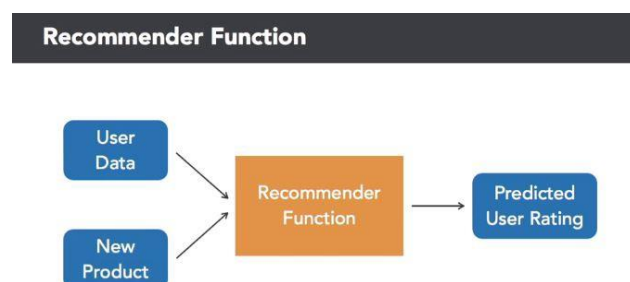 Recommender Function
User
Data
Recommender
Function
Predicted
User Rating
New
Product